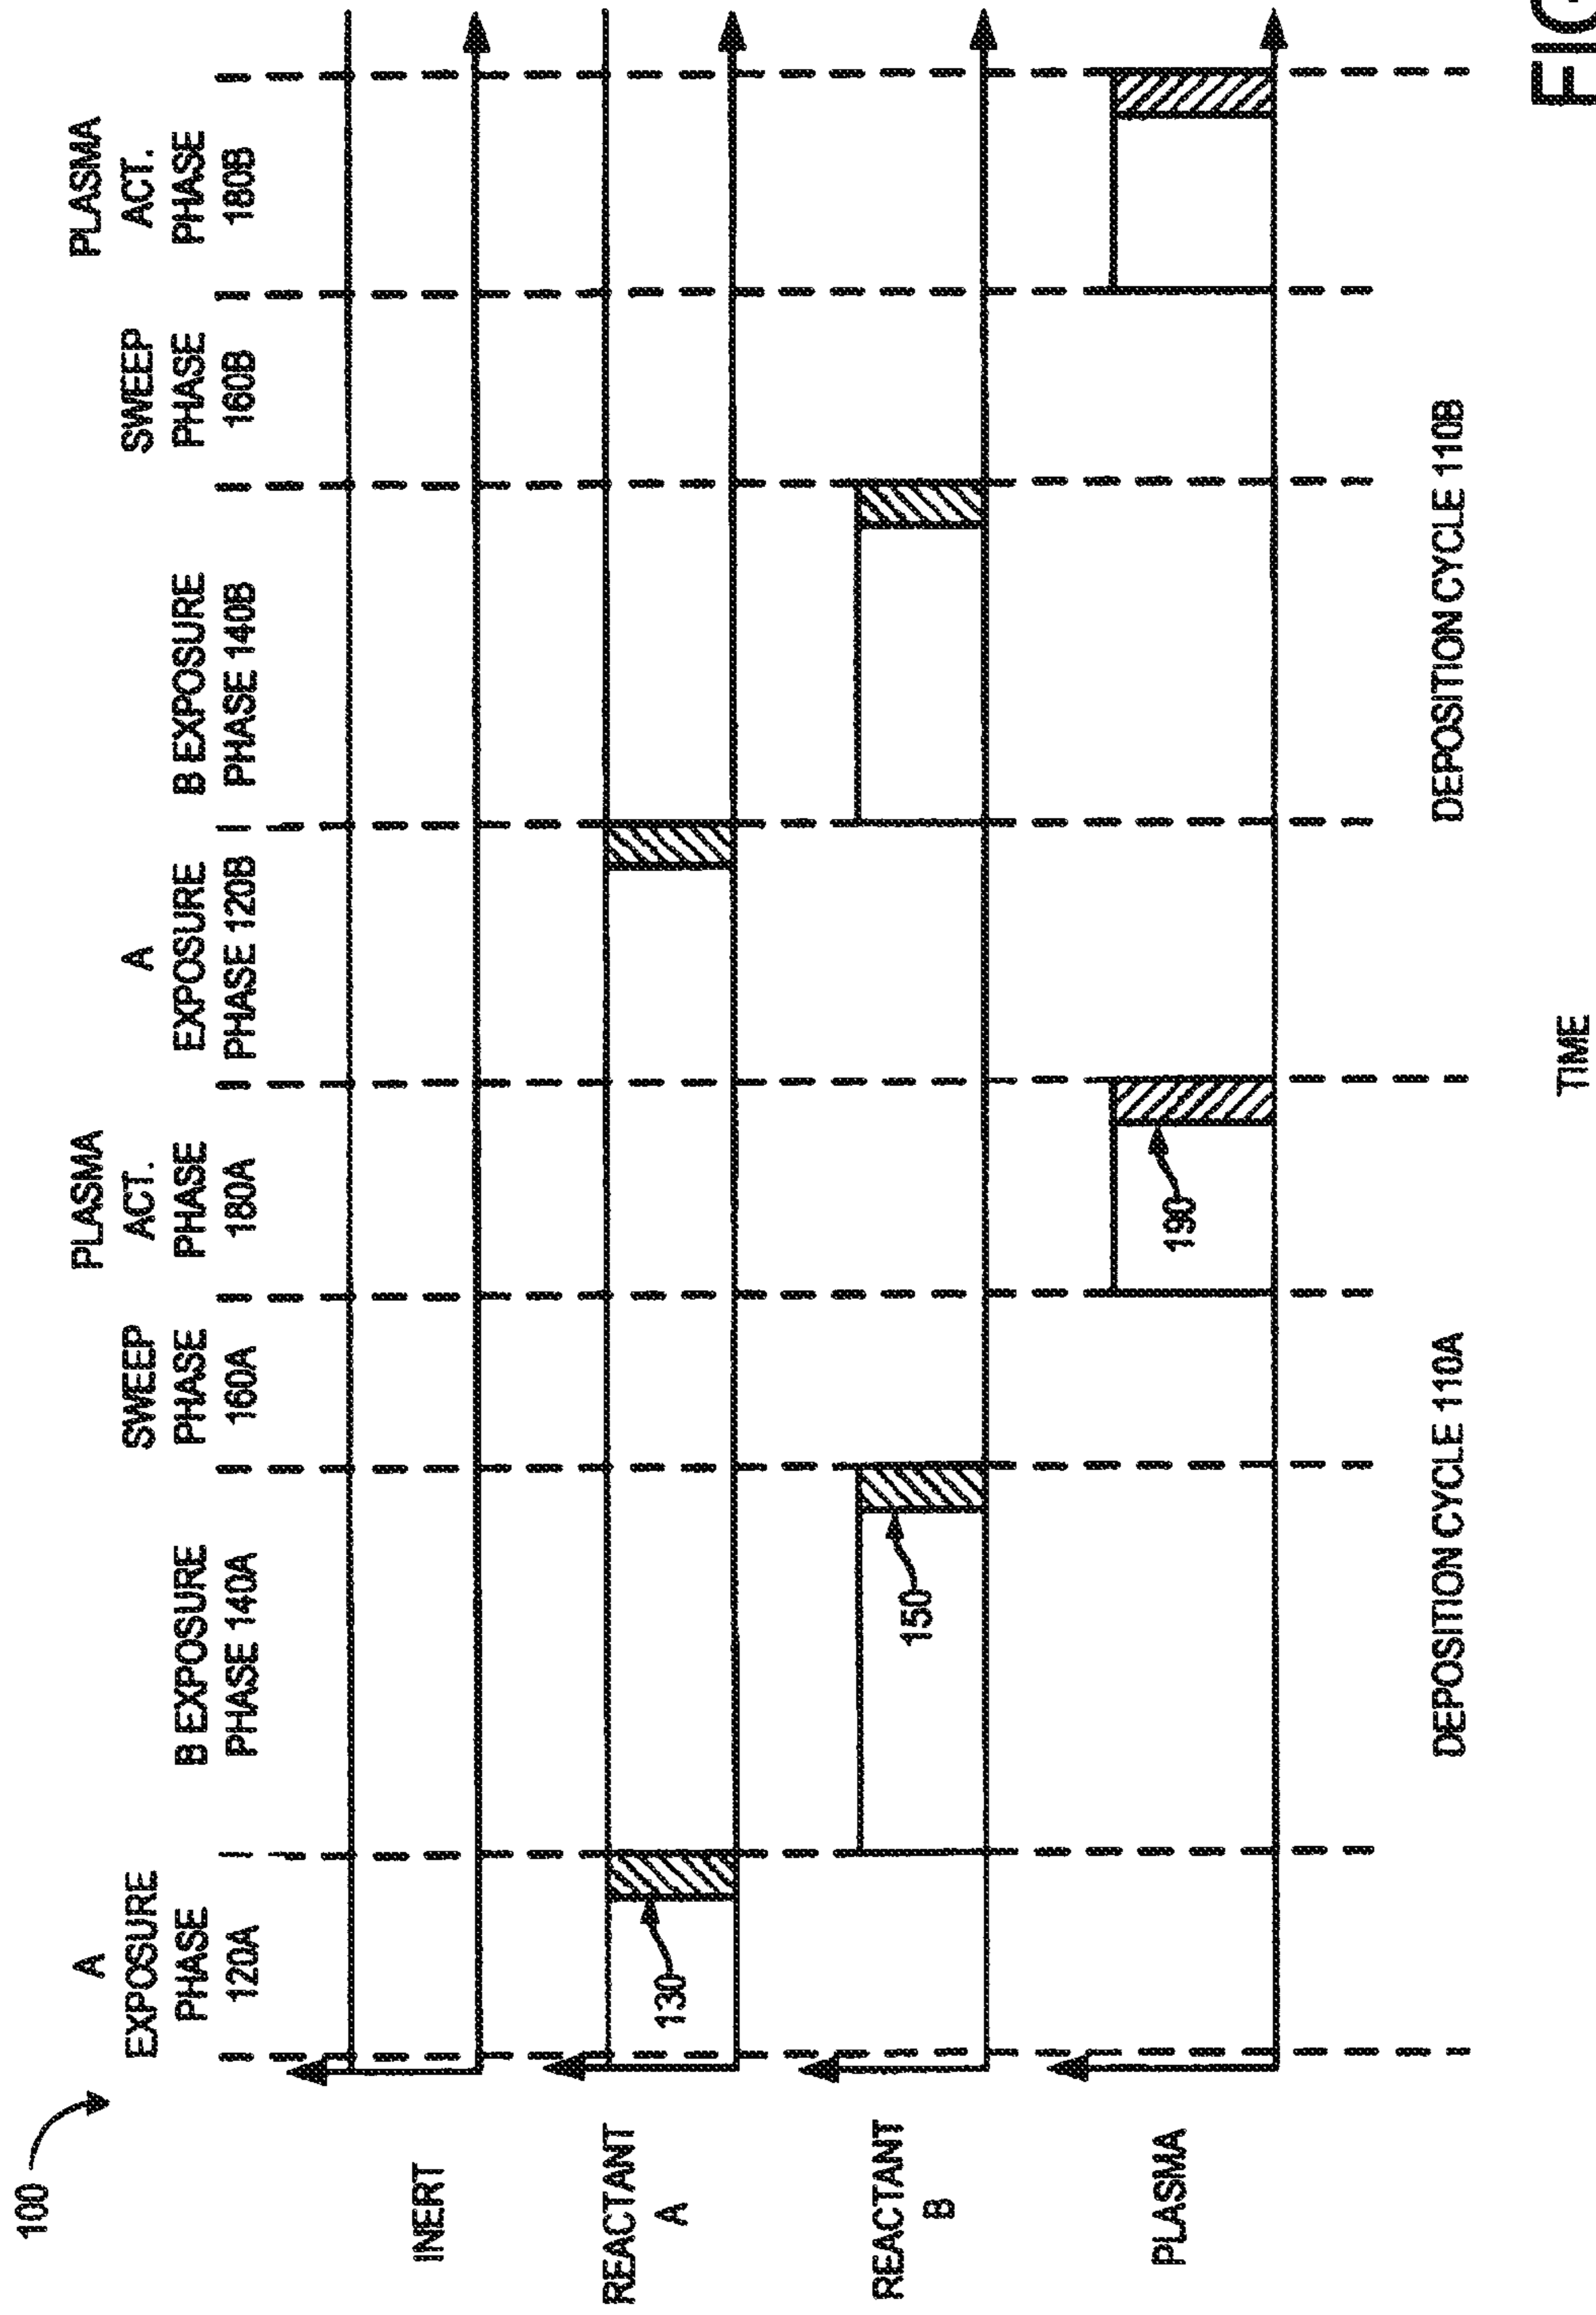 100
A
EXPOSURE
PHASE
120A
B EXPOSURE
PHASE 140A
SWEEP
PHASE
160A
PLASMA
ACT.
PHASE
180A
A
EXPOSURE
PHASE 120B
B EXPOSURE
PHASE 140B
SWEEP
PHASE
160B
PLASMA
ACT.
PHASE
180B
INERT
REACTANT
A
130
REACTANT
B
150
PLASMA
190
DEPOSITION CYCLE 110A
DEPOSITION CYCLE 110B
TIME